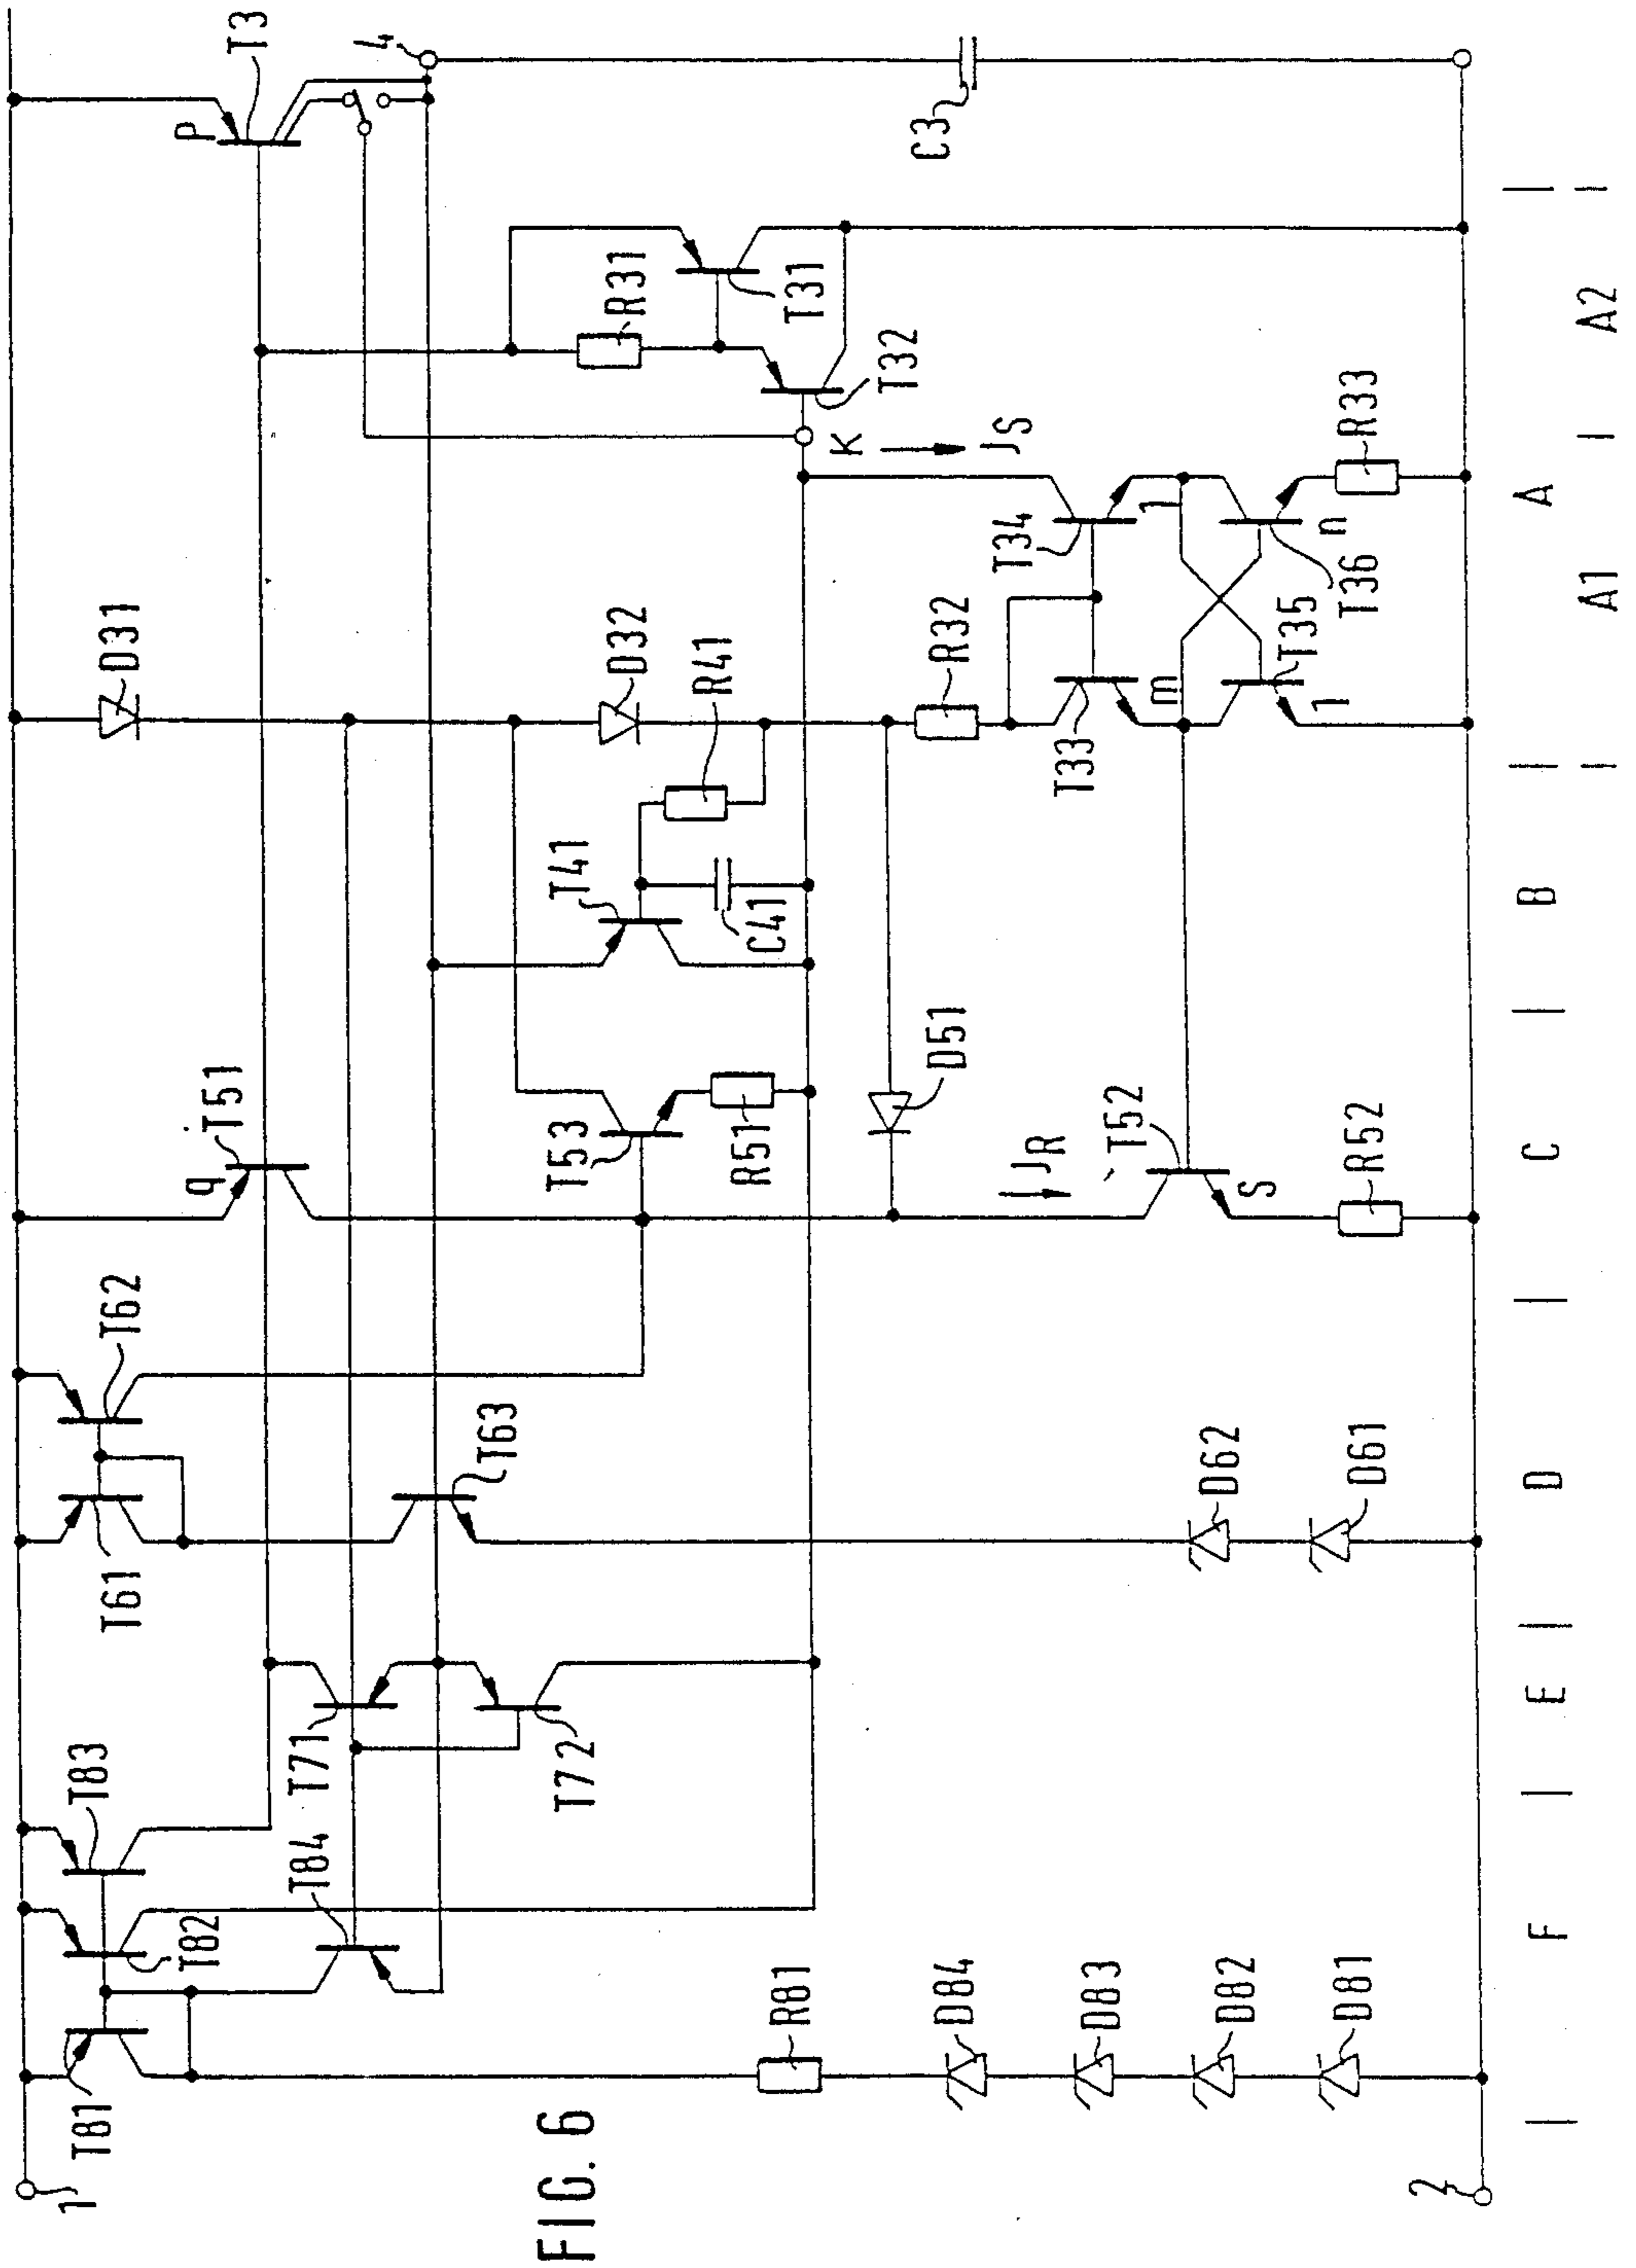 FIG. 6
1
T81
T82
T83
T84
T71
T72
T61
T62
T63
q
T51
T53
R51
T41
C41
R41
D31
D32
D51
JR
T52
S
R52
R32
T33
m
T34
1
T35
1
T36
n
R33
K
JS
T32
R31
T31
p
T3
4
C3
R81
D84
D83
D82
D81
D62
D61
2
F
E
D
C
B
A
A1
A2